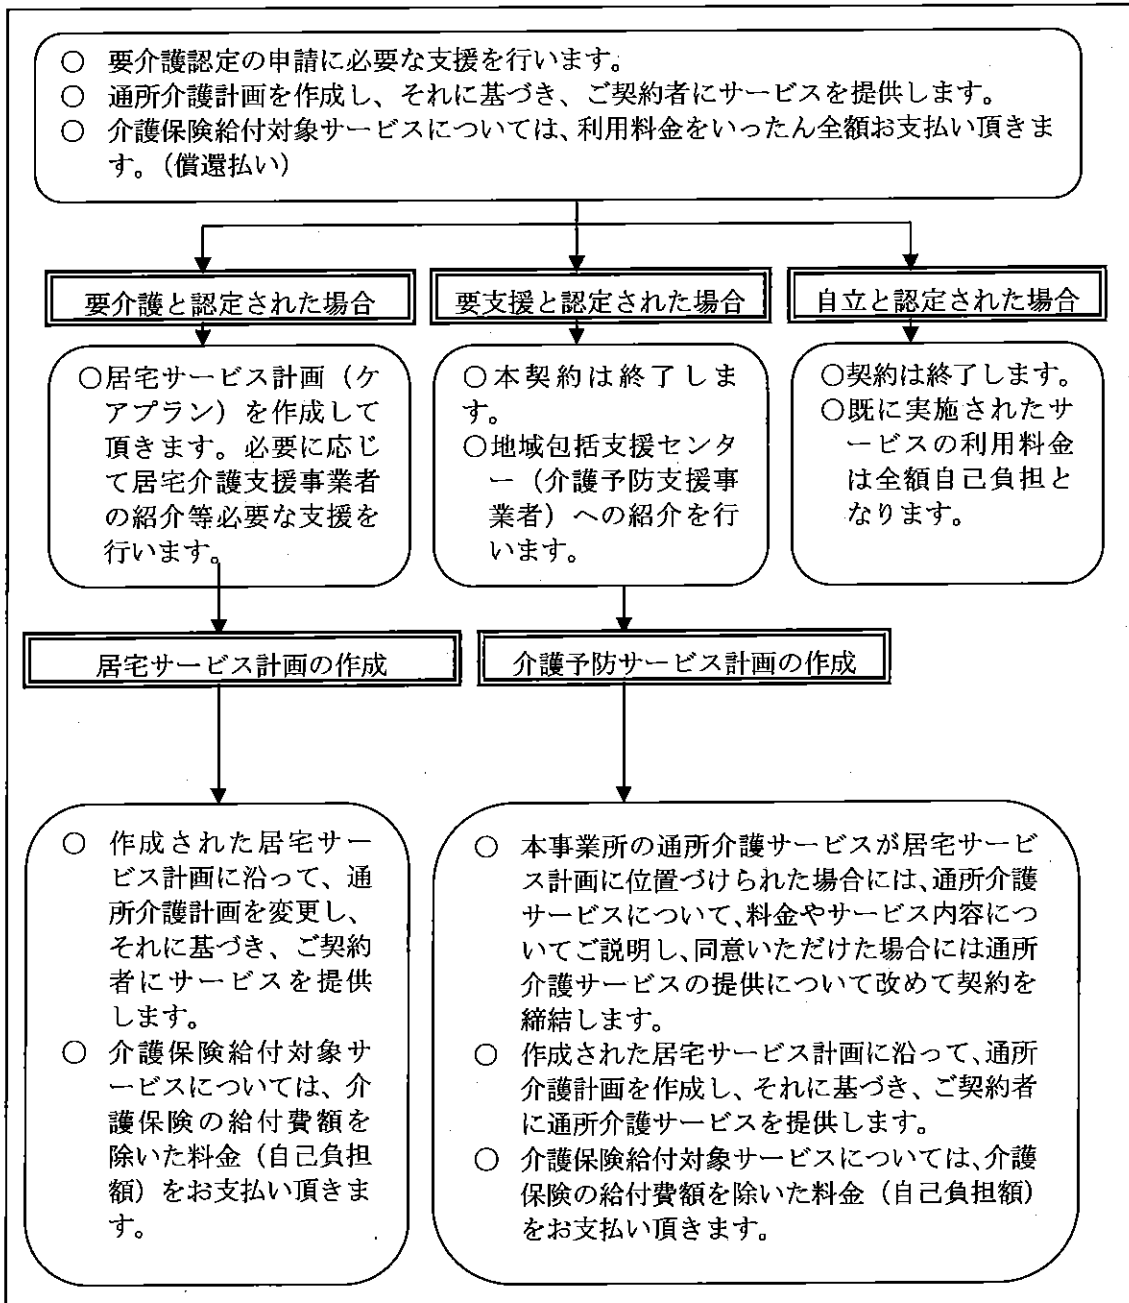 ○ 要介護認定の申請に必要な支援を行います。
○ 通所介護計画を作成し、それに基づき、ご契約者にサービスを提供します。
○ 介護保険給付対象サービスについては、利用料金をいったん全額お支払い頂きま
す。（償還払い）
要介護と認定された場合
要支援と認定された場合
自立と認定された場合
○居宅サービス計画（ケ
アプラン）を作成して
頂きます。必要に応じ
て居宅介護支援事業者
の紹介等必要な支援を
行います。
○本契約は終了しま
す。
○地域包括支援センタ
ー（介護予防支援事
業者）への紹介を行
います。
○契約は終了します。
○既に実施されたサ
ービスの利用料金
は全額自己負担と
なります。
居宅サービス計画の作成
介護予防サービス計画の作成
○ 作成された居宅サー
ビス計画に沿って、通
所介護計画を変更し、
それに基づき、ご契約
者にサービスを提供
します。
○ 介護保険給付対象サ
ービスについては、介
護保険の給付費額を
除いた料金（自己負担
額）をお支払い頂きま
す。
○ 本事業所の通所介護サービスが居宅サービ
ス計画に位置づけられた場合には、通所介護
サービスについて、料金やサービス内容につ
いてご説明し、同意いただけた場合には通所
介護サービスの提供について改めて契約を
締結します。
○ 作成された居宅サービス計画に沿って、通所
介護計画を作成し、それに基づき、ご契約者
に通所介護サービスを提供します。
○ 介護保険給付対象サービスについては、介護
保険の給付費額を除いた料金（自己負担額）
をお支払い頂きます。